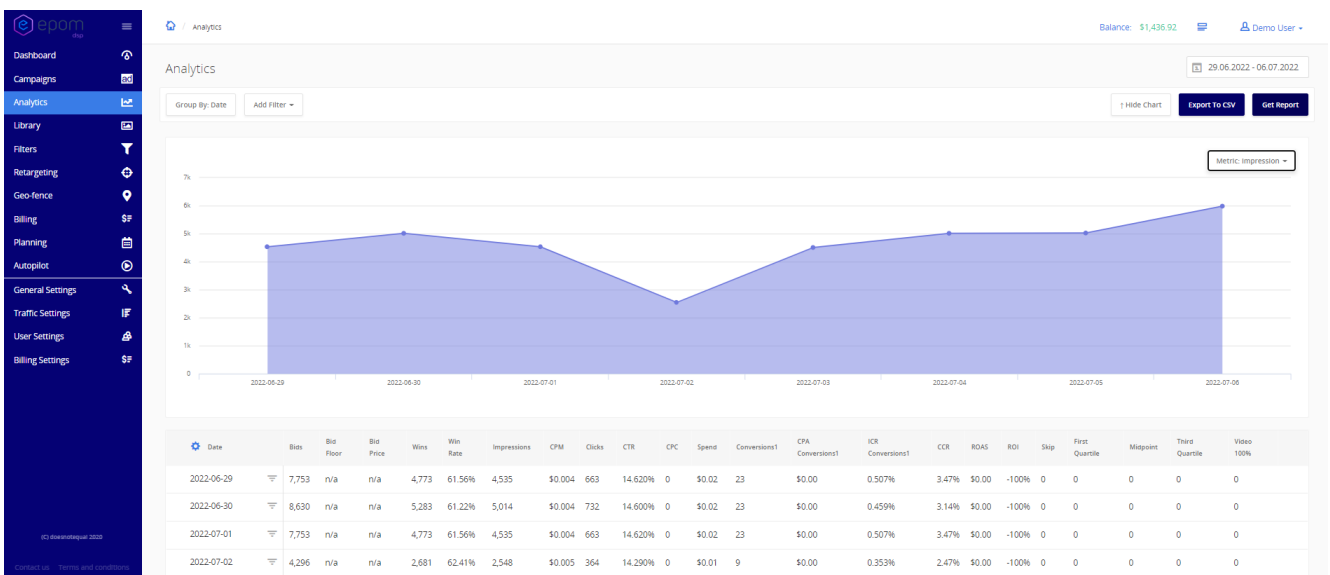 epom
dsp
Analytics
Balance: $1,436.92
Demo User
Dashboard
Campaigns
Analytics
Library
Filters
Retargeting
Geo-fence
Billing
Planning
Autopilot
General Settings
Traffic Settings
User Settings
Billing Settings
(C) doesnotequal 2020
Contact us Terms and conditions
Analytics
29.06.2022 - 06.07.2022
Group By: Date Add Filter ↑ Hide Chart Export To CSV Get Report
Metric: Impression
7k
6k
5k
4k
3k
2k
1k
0
2022-06-29 2022-06-30 2022-07-01 2022-07-02 2022-07-03 2022-07-04 2022-07-05 2022-07-06
Date Bids Bid Floor Bid Price Wins Win Rate Impressions CPM Clicks CTR CPC Spend Conversions1 CPA Conversions1 ICR Conversions1 CCR ROAS ROI Skip First Quartile Midpoint Third Quartile Video 100%
2022-06-29 7,753 n/a n/a 4,773 61.56% 4,535 $0.004 663 14.620% 0 $0.02 23 $0.00 0.507% 3.47% $0.00 -100% 0 0 0 0 0
2022-06-30 8,630 n/a n/a 5,283 61.22% 5,014 $0.004 732 14.600% 0 $0.02 23 $0.00 0.459% 3.14% $0.00 -100% 0 0 0 0 0
2022-07-01 7,753 n/a n/a 4,773 61.56% 4,535 $0.004 663 14.620% 0 $0.02 23 $0.00 0.507% 3.47% $0.00 -100% 0 0 0 0 0
2022-07-02 4,296 n/a n/a 2,681 62.41% 2,548 $0.005 364 14.290% 0 $0.01 9 $0.00 0.353% 2.47% $0.00 -100% 0 0 0 0 0